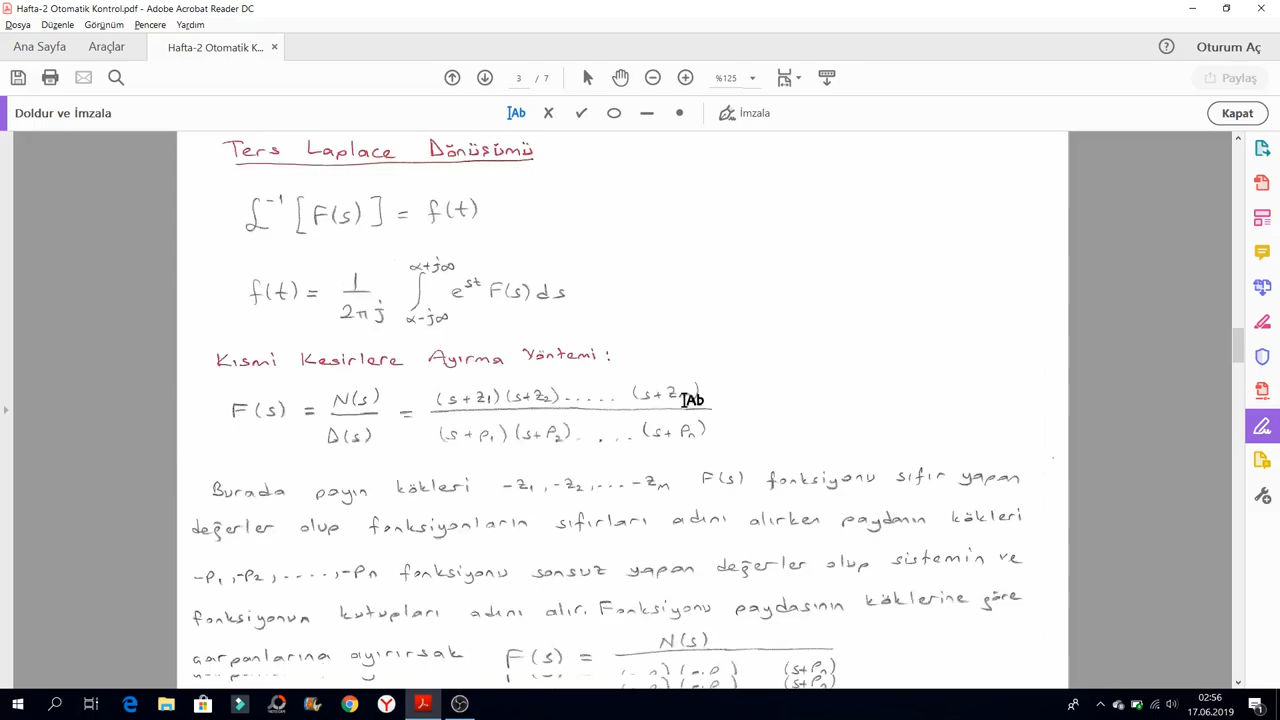 Hafta-2 Otomatik Kontrol.pdf - Adobe Acrobat Reader DC
Dosya Düzenle Görünüm Pencere Yardım
Ana Sayfa Araçlar Hafta-2 Otomatik K... × Oturum Aç
3 / 7 %125 Paylaş
Doldur ve İmzala Ab İmzala Kapat
Ters Laplace Dönüşümü
ℒ⁻¹ [F(s)] = f(t)
f(t) = 1/(2πj) ∫_{α-j∞}^{α+j∞} e^{st} F(s) ds
Kısmi Kesirlere Ayırma Yöntemi :
F(s) = N(s)/D(s) = (s+z₁)(s+z₂) ..... (s+z / (s+p₁)(s+p₂) .... (s+pₙ)
Ab
Burada payın kökleri -z₁, -z₂, ... -zₘ F(s) fonksiyonu sıfır yapan
değerler olup fonksiyonların sıfırları adını alırken paydanın kökleri
-p₁, -p₂, ....., -pₙ fonksiyonu sonsuz yapan değerler olup sistemin ve
fonksiyonun kutupları adını alır. Fonksiyonu paydasının köklerine göre
çarpanlarına ayırırsak F(s) = N(s)
(s+pₙ)
02:56
17.06.2019